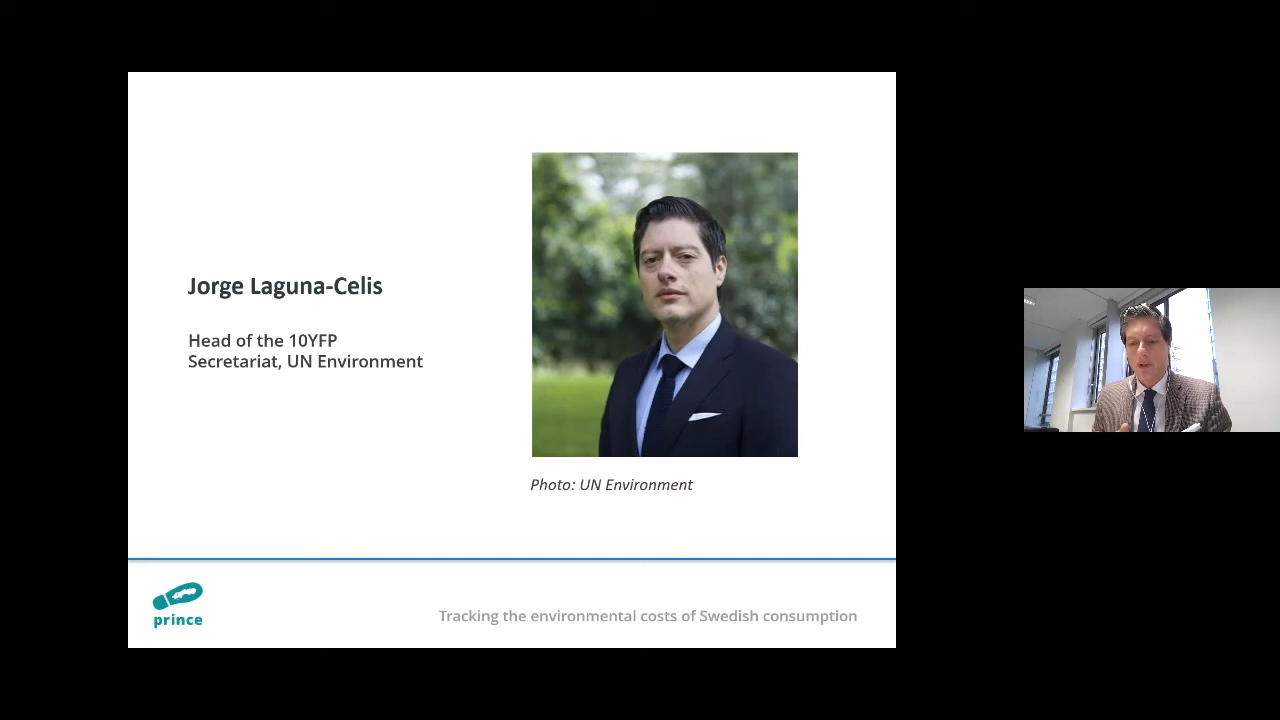 Jorge Laguna-Celis
Head of the 10YFP
Secretariat, UN Environment
Photo: UN Environment
prince
Tracking the environmental costs of Swedish consumption